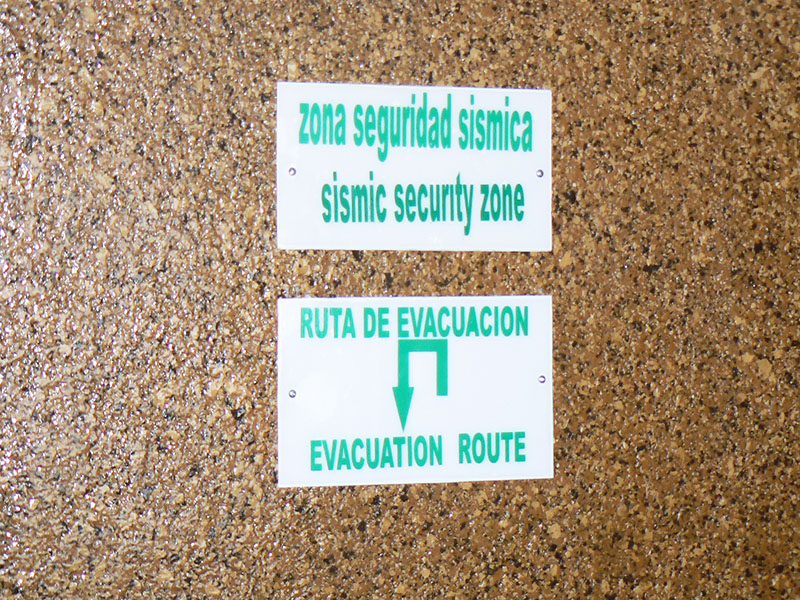 zona seguridad sismica
sismic security zone
RUTA DE EVACUACION
EVACUATION ROUTE